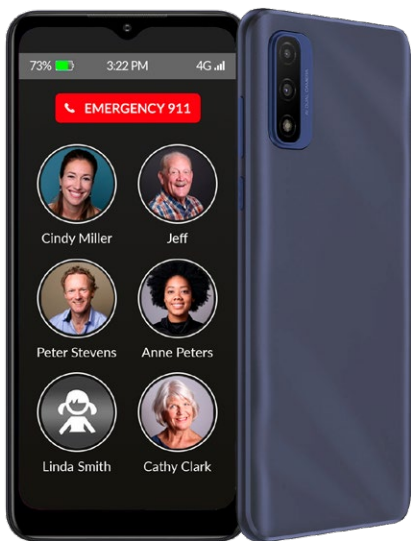 73% 3:22 PM 4G
EMERGENCY 911
Cindy Miller Jeff
Peter Stevens Anne Peters
Linda Smith Cathy Clark